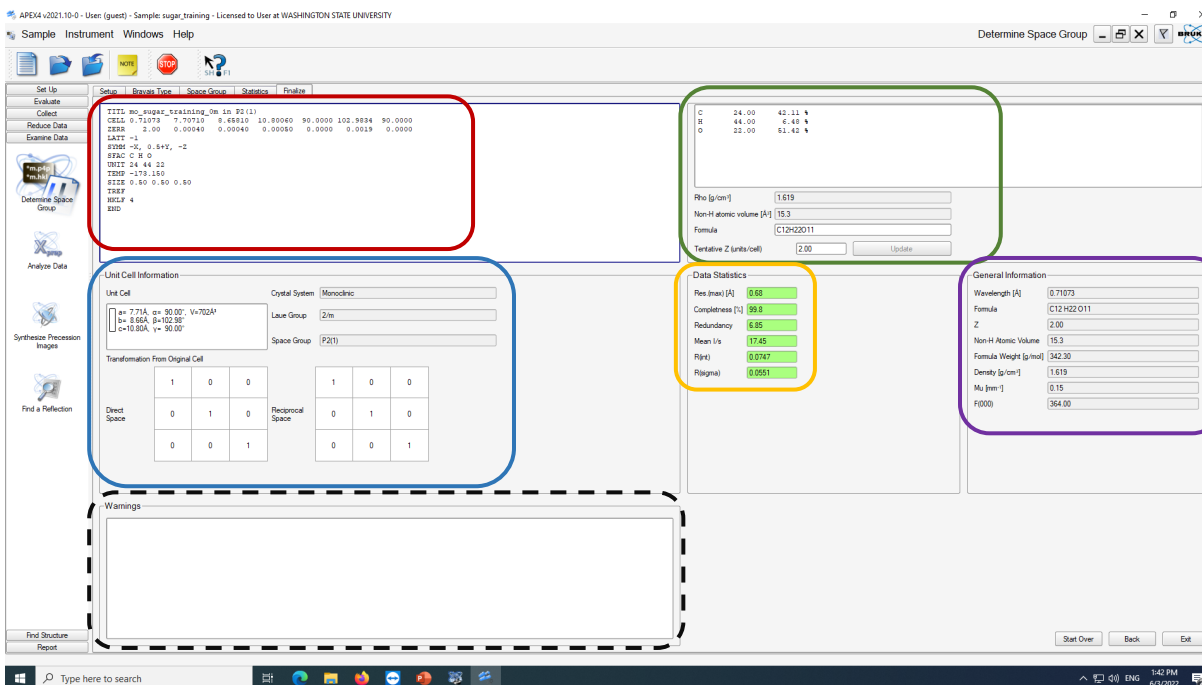 APEX4 v2021.10-0 - User: (guest) - Sample: sugar_training - Licensed to User at WASHINGTON STATE UNIVERSITY
Sample Instrument Windows Help
Determine Space Group
NOTE
STOP
SH F1
Set Up
Evaluate
Collect
Reduce Data
Examine Data
*m.p4p
*m.hkl
Determine Space
Group
Xprep
Analyze Data
Synthesize Precession
Images
Find a Reflection
Find Structure
Report
Setup Bravais Type Space Group Statistics Finalize
TITL mo_sugar_training_0m in P2(1)
CELL 0.71073 7.70710 8.65810 10.80060 90.0000 102.9834 90.0000
ZERR 2.00 0.00040 0.00040 0.00050 0.0000 0.0019 0.0000
LATT -1
SYMM -X, 0.5+Y, -Z
SFAC C H O
UNIT 24 44 22
TEMP -173.150
SIZE 0.50 0.50 0.50
TREF
HKLF 4
END
C 24.00 42.11 %
H 44.00 6.48 %
O 22.00 51.42 %
Rho [g/cm³] 1.619
Non-H atomic volume [Å³] 15.3
Formula C12H22O11
Tentative Z (units/cell) 2.00 Update
Unit Cell Information
Unit Cell
a= 7.71Å, α= 90.00°, V=702Å³
b= 8.66Å, β=102.98°
c=10.80Å, γ= 90.00°
Crystal System Monoclinic
Laue Group 2/m
Space Group P2(1)
Transformation From Original Cell
Direct
Space
1 0 0
0 1 0
0 0 1
Reciprocal
Space
1 0 0
0 1 0
0 0 1
Data Statistics
Res.(max) [Å] 0.68
Completeness [%] 99.8
Redundancy 6.85
Mean I/s 17.45
R(int) 0.0747
R(sigma) 0.0551
General Information
Wavelength [Å] 0.71073
Formula C12 H22 O11
Z 2.00
Non-H Atomic Volume 15.3
Formula Weight [g/mol] 342.30
Density [g/cm³] 1.619
Mu [mm⁻¹] 0.15
F(000) 364.00
Warnings
Start Over Back Exit
Type here to search
ENG
1:42 PM
6/3/2022